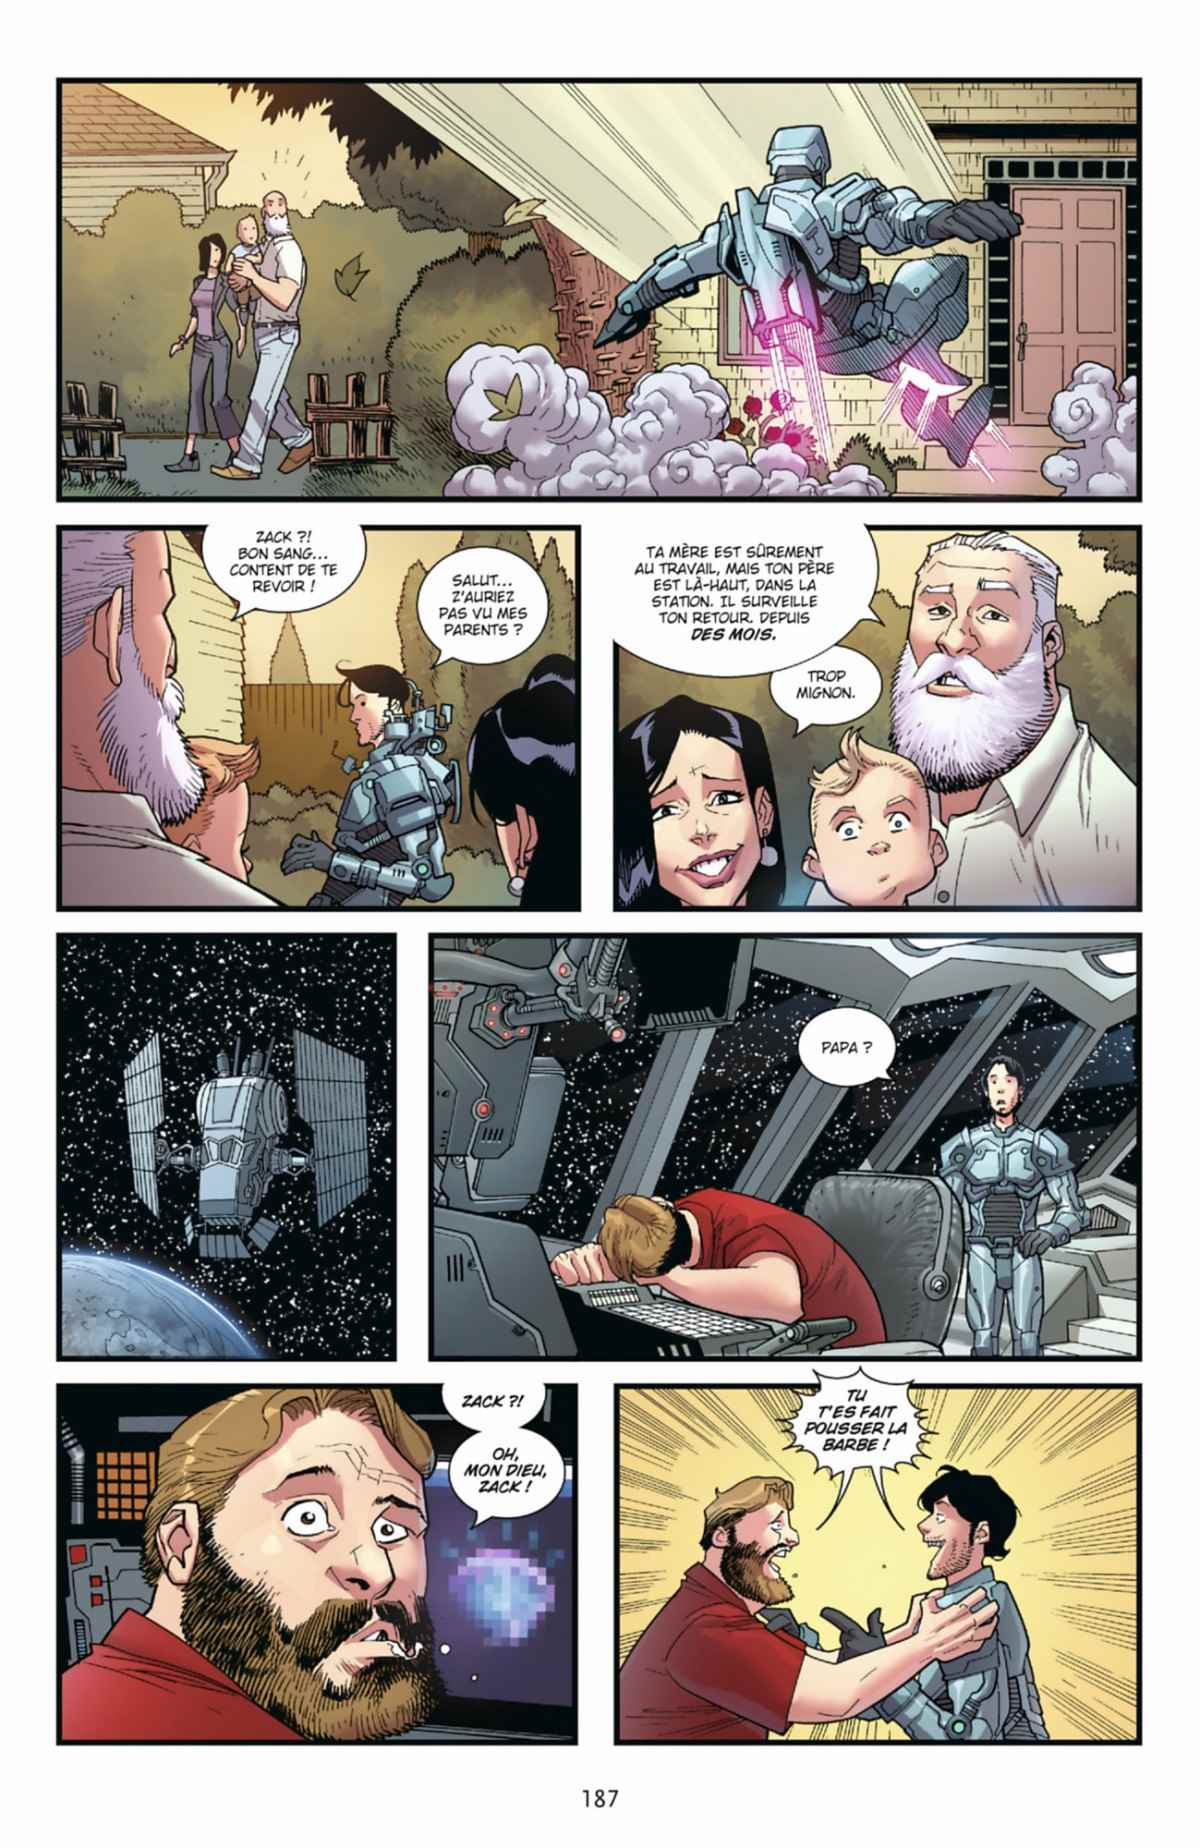 ZACK ?!
BON SANG...
CONTENT DE TE
REVOIR !
SALUT...
Z'AURIEZ
PAS VU MES
PARENTS ?
TA MÈRE EST SÛREMENT
AU TRAVAIL, MAIS TON PÈRE
EST LÀ-HAUT, DANS LA
STATION. IL SURVEILLE
TON RETOUR. DEPUIS
DES MOIS.
TROP
MIGNON.
PAPA ?
ZACK ?!
OH,
MON DIEU,
ZACK !
TU
T'ES FAIT
POUSSER LA
BARBE !
187